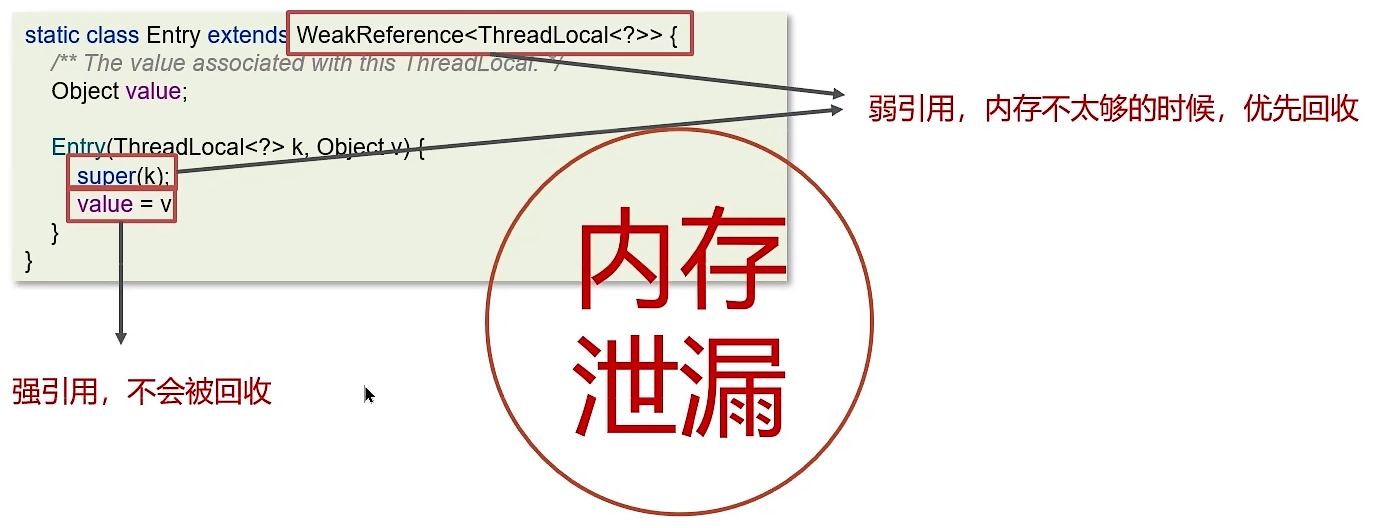 static class Entry extends WeakReference<ThreadLocal<?>> {
/** The value associated with this ThreadLocal. */
Object value;
Entry(ThreadLocal<?> k, Object v) {
super(k);
value = v
}
}
弱引用，内存不太够的时候，优先回收
内存
泄漏
强引用，不会被回收